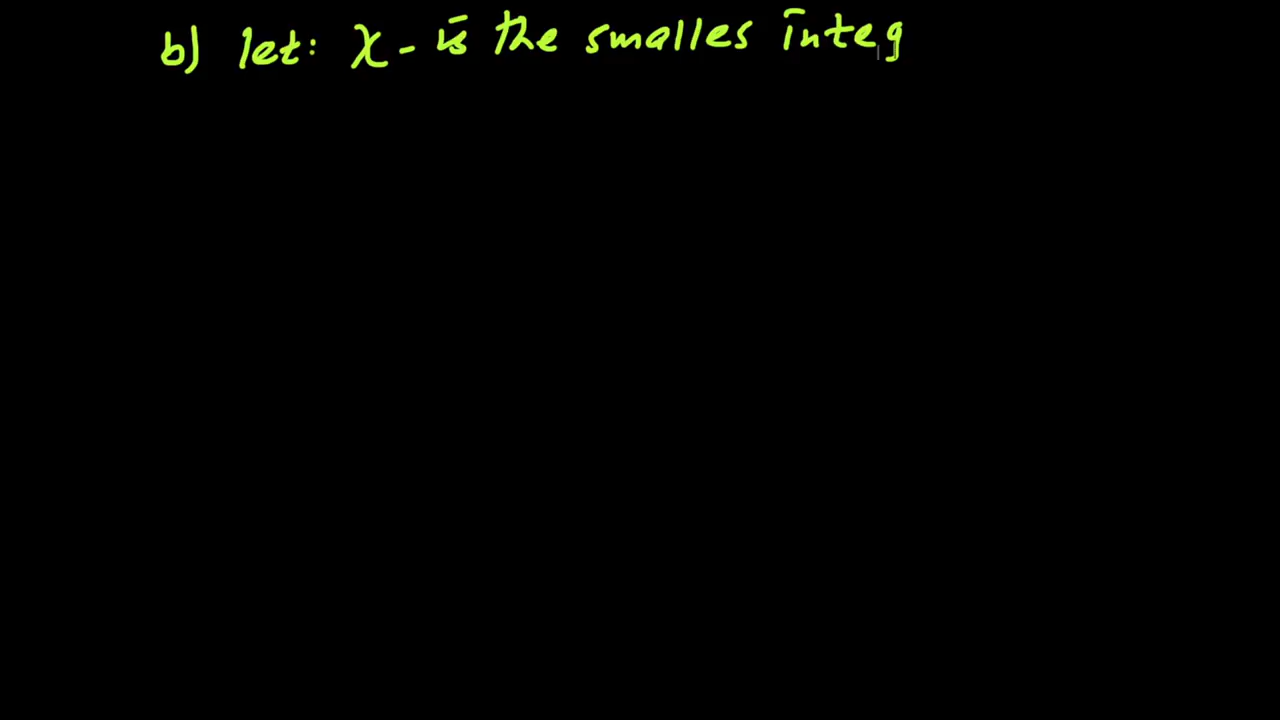 b) let: x - is the smalles integ